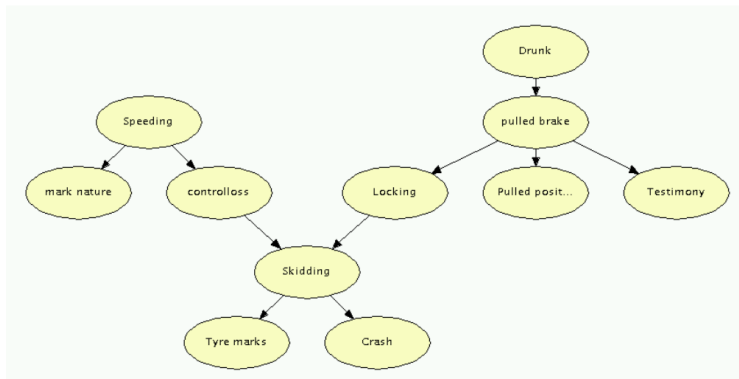 Drunk
Speeding
pulled brake
mark nature
controlloss
Locking
Pulled posit...
Testimony
Skidding
Tyre marks
Crash